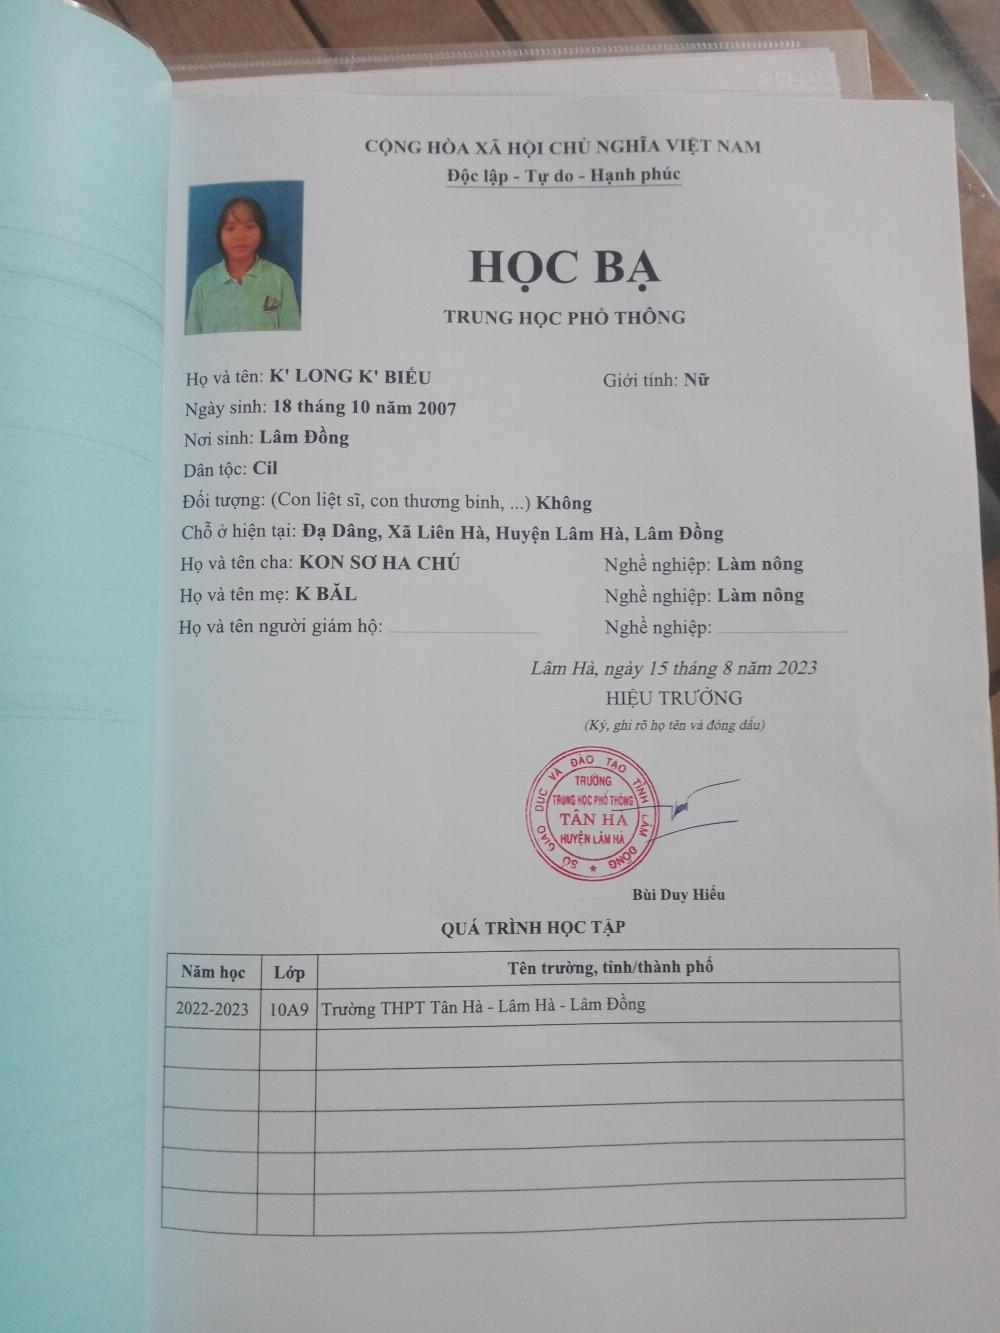 CỘNG HÒA XÃ HỘI CHỦ NGHĨA VIỆT NAM
Độc lập - Tự do - Hạnh phúc
HỌC BẠ
TRUNG HỌC PHỔ THÔNG
Họ và tên: K' LONG K' BIỂU Giới tính: Nữ
Ngày sinh: 18 tháng 10 năm 2007
Nơi sinh: Lâm Đồng
Dân tộc: Cil
Đối tượng: (Con liệt sĩ, con thương binh, ...) Không
Chỗ ở hiện tại: Đạ Dâng, Xã Liên Hà, Huyện Lâm Hà, Lâm Đồng
Họ và tên cha: KON SƠ HA CHÚ Nghề nghiệp: Làm nông
Họ và tên mẹ: K BĂL Nghề nghiệp: Làm nông
Họ và tên người giám hộ: Nghề nghiệp:
Lâm Hà, ngày 15 tháng 8 năm 2023
HIỆU TRƯỞNG
(Ký, ghi rõ họ tên và đóng dấu)
SỞ GIÁO DỤC VÀ ĐÀO TẠO TỈNH LÂM ĐỒNG
TRƯỜNG
TRUNG HỌC PHỔ THÔNG
TÂN HÀ
HUYỆN LÂM HÀ
Bùi Duy Hiếu
QUÁ TRÌNH HỌC TẬP
Năm học Lớp Tên trường, tỉnh/thành phố
2022-2023 10A9 Trường THPT Tân Hà - Lâm Hà - Lâm Đồng